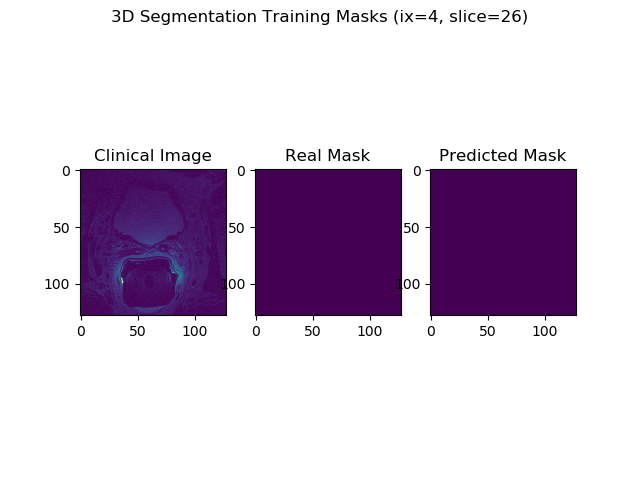 3D Segmentation Training Masks (ix=4, slice=26)
Clinical Image Real Mask Predicted Mask
0 0 0
50 50 50
100 100 100
0 50 100 0 50 100 0 50 100